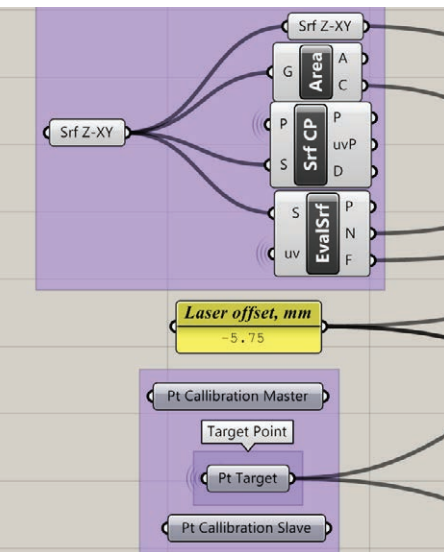 Srf Z-XY
G Area A
C
Srf Z-XY
P Srf CP P
uvP
S D
S EvalSrf P
N
uv F
Laser offset, mm
-5.75
Pt Callibration Master
Target Point
Pt Target
Pt Callibration Slave